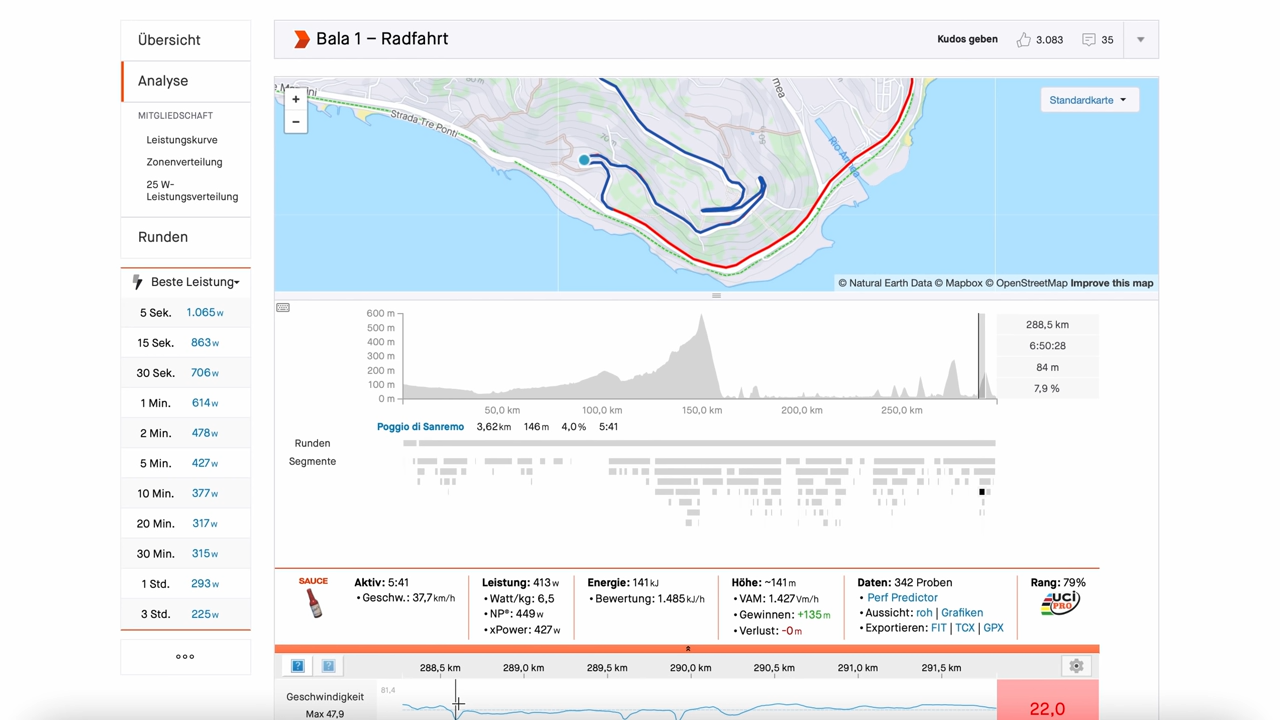 Übersicht
Analyse
MITGLIEDSCHAFT
Leistungskurve
Zonenverteilung
25 W-
Leistungsverteilung
Runden
Beste Leistung
5 Sek. 1.065 w
15 Sek. 863 w
30 Sek. 706 w
1 Min. 614 w
2 Min. 478 w
5 Min. 427 w
10 Min. 377 w
20 Min. 317 w
30 Min. 315 w
1 Std. 293 w
3 Std. 225 w
Bala 1 – Radfahrt
Kudos geben 3.083 35
+
−
Strada Tre Ponti
Rio Armea
Standardkarte
© Natural Earth Data © Mapbox © OpenStreetMap Improve this map
600 m
500 m
400 m
300 m
200 m
100 m
0 m
50,0 km 100,0 km 150,0 km 200,0 km 250,0 km
288,5 km
6:50:28
84 m
7,9 %
Poggio di Sanremo 3,62 km 146 m 4,0 % 5:41
Runden
Segmente
SAUCE
Aktiv: 5:41
• Geschw.: 37,7 km/h
Leistung: 413 w
• Watt/kg: 6,5
• NP®: 449 w
• xPower: 427 w
Energie: 141 kJ
• Bewertung: 1.485 kJ/h
Höhe: ~141 m
• VAM: 1.427 Vm/h
• Gewinnen: +135 m
• Verlust: -0 m
Daten: 342 Proben
• Perf Predictor
• Aussicht: roh | Grafiken
• Exportieren: FIT | TCX | GPX
Rang: 79%
UCI
PRO
288,5 km 289,0 km 289,5 km 290,0 km 290,5 km 291,0 km 291,5 km
Geschwindigkeit
Max 47,9
81,4
22,0